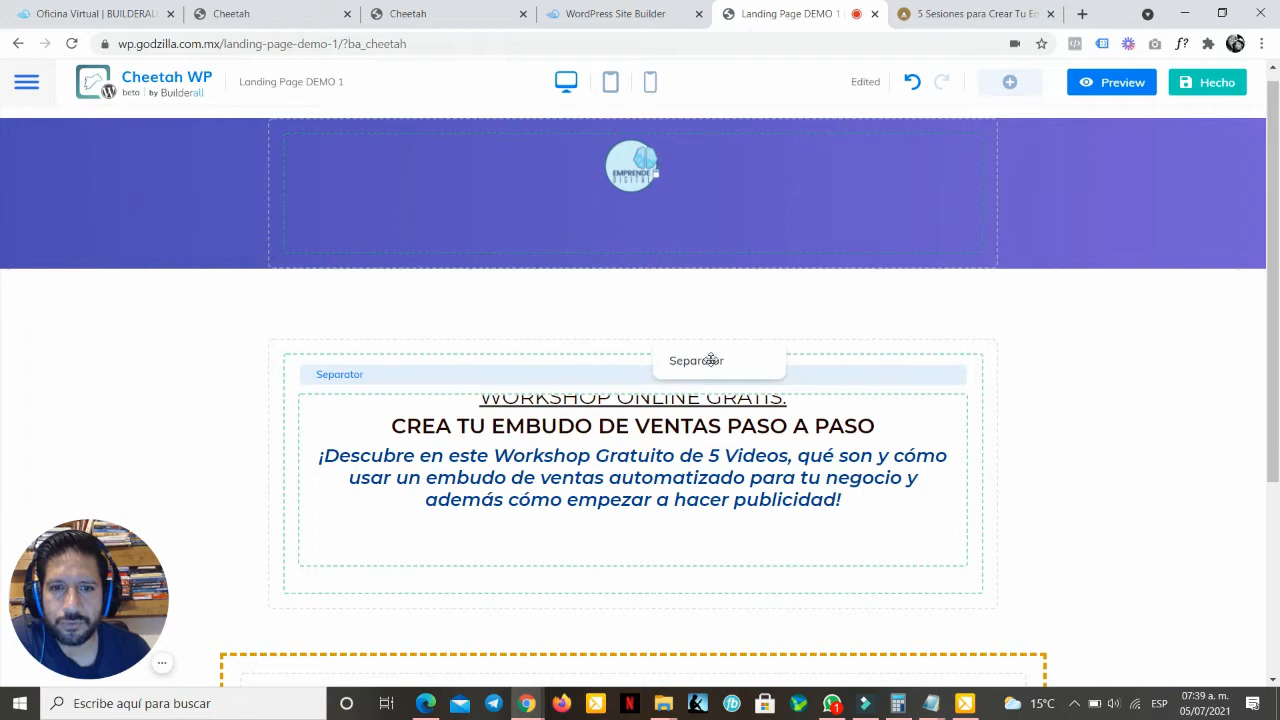 Oficina Virtual | BUILDERALL
Cheetah
Cheetah
WordPress Site Builder
Landing Page DEMO 1
5 Sesiones para Crear Tu En
wp.godzilla.com.mx/landing-page-demo-1/?ba_cheetah
Cheetah WP
beta | by Builderall
Landing Page DEMO 1
Edited
Preview
Hecho
EMPRENDE
DIGITAL
Separator
Separator
WORKSHOP ONLINE GRATIS:
CREA TU EMBUDO DE VENTAS PASO A PASO
¡Descubre en este Workshop Gratuito de 5 Videos, qué son y cómo
usar un embudo de ventas automatizado para tu negocio y
además cómo empezar a hacer publicidad!
Escribe aquí para buscar
15°C
ESP
07:39 a. m.
05/07/2021